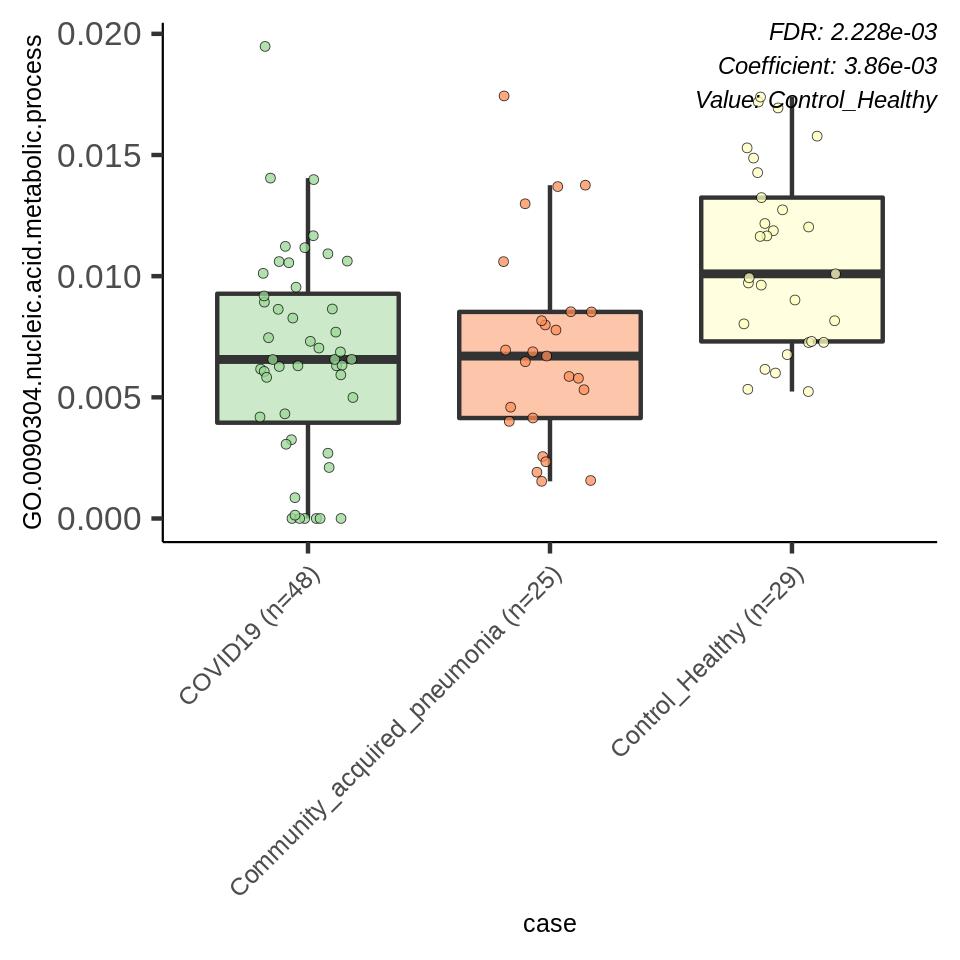 FDR: 2.228e-03
Coefficient: 3.86e-03
Value: Control_Healthy
GO.0090304.nucleic.acid.metabolic.process
0.020
0.015
0.010
0.005
0.000
COVID19 (n=48)
Community_acquired_pneumonia (n=25)
Control_Healthy (n=29)
case